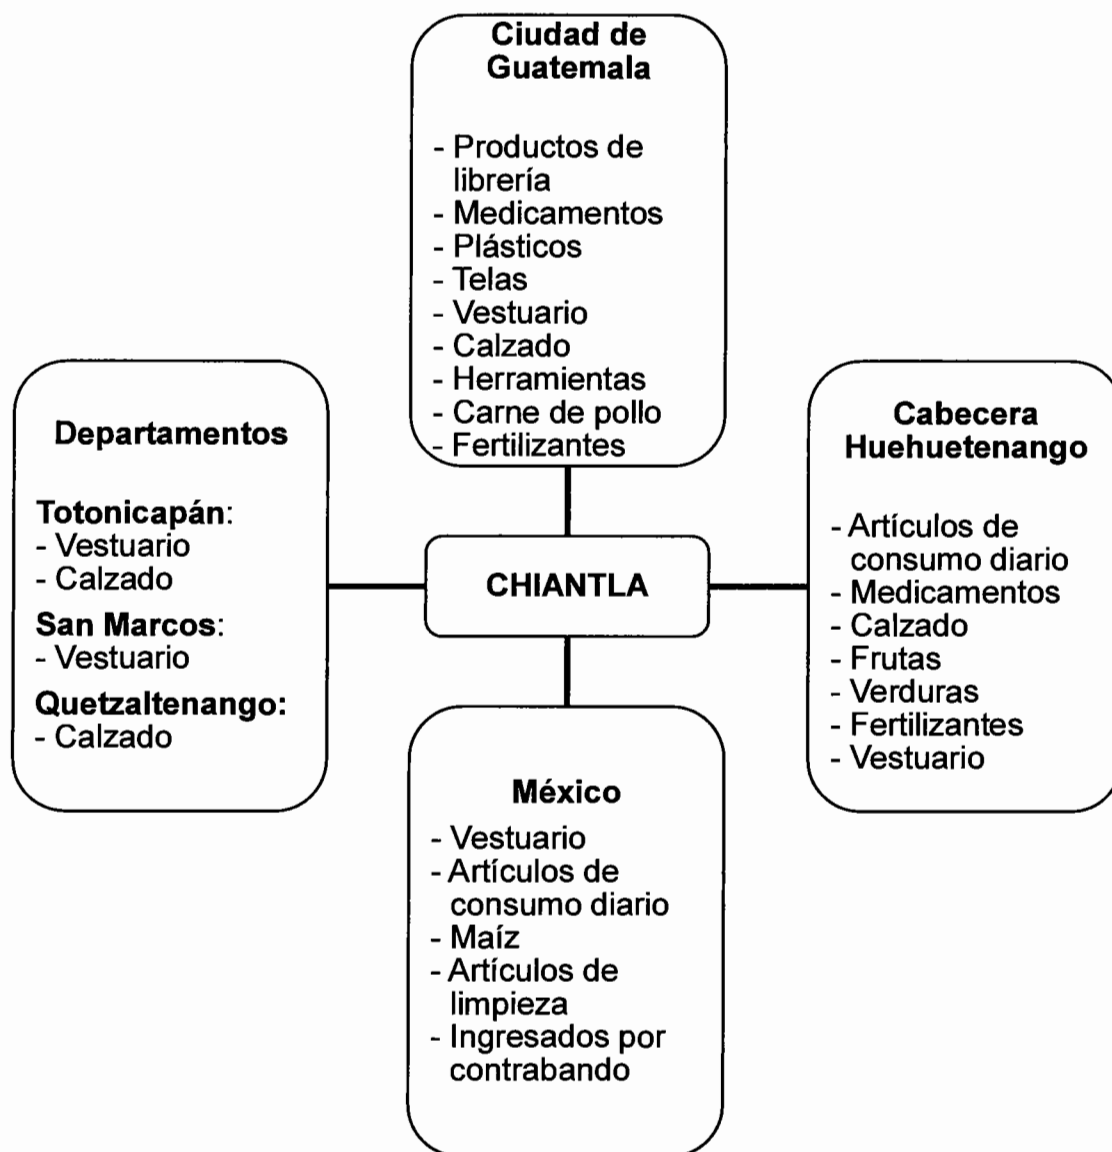 Ciudad de
Guatemala
- Productos de
librería
- Medicamentos
- Plásticos
- Telas
- Vestuario
- Calzado
- Herramientas
- Carne de pollo
- Fertilizantes
Departamentos
Totonicapán:
- Vestuario
- Calzado
San Marcos:
- Vestuario
Quetzaltenango:
- Calzado
CHIANTLA
Cabecera
Huehuetenango
- Artículos de
consumo diario
- Medicamentos
- Calzado
- Frutas
- Verduras
- Fertilizantes
- Vestuario
México
- Vestuario
- Artículos de
consumo diario
- Maíz
- Artículos de
limpieza
- Ingresados por
contrabando